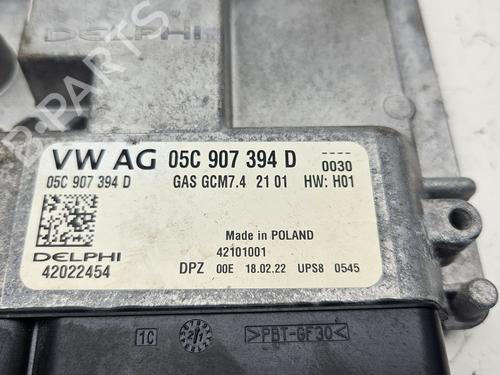 DELPHI
VW AG 05C 907 394 D 0030
05C 907 394 D GAS GCM7.4 21 01 HW: H01
Made in POLAND
DELPHI 42101001
42022454 DPZ 00E 18.02.22 UPS8 0545
1C >PBT-GF30<
B-PARTS